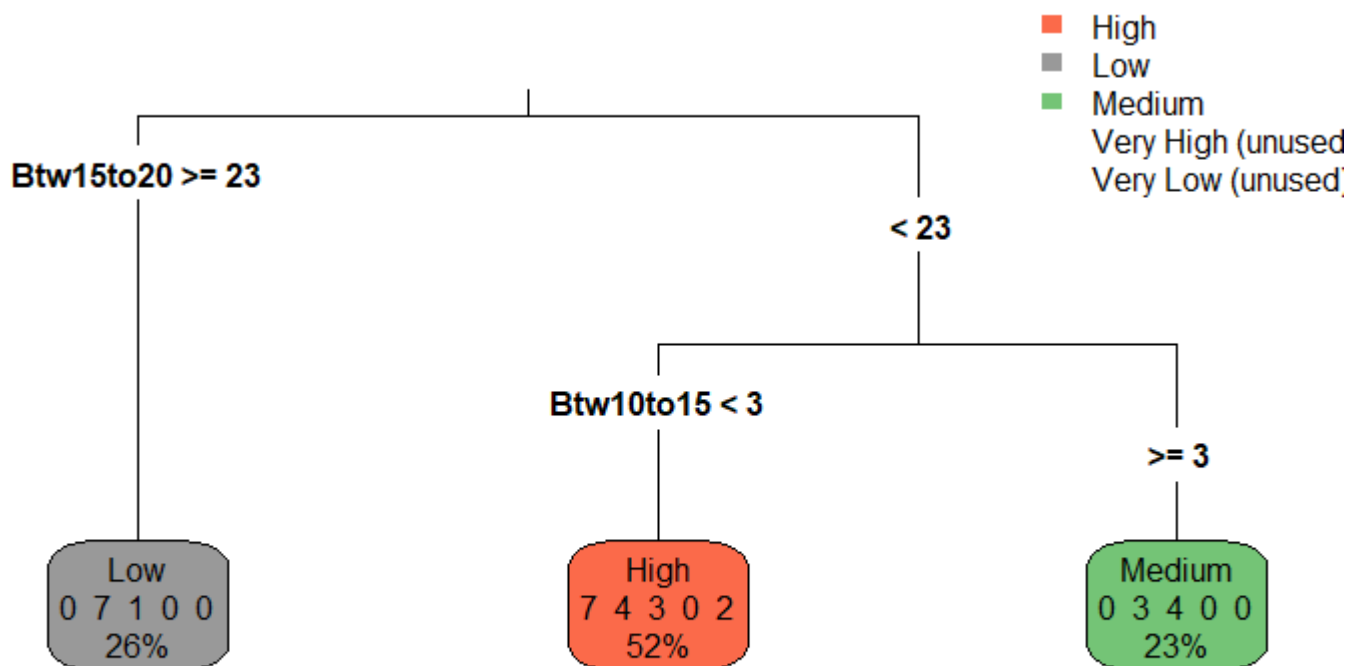 High
Low
Medium
Very High (unused
Very Low (unused)
Btw15to20 >= 23
< 23
Btw10to15 < 3
>= 3
Low
0 7 1 0 0
26%
High
7 4 3 0 2
52%
Medium
0 3 4 0 0
23%